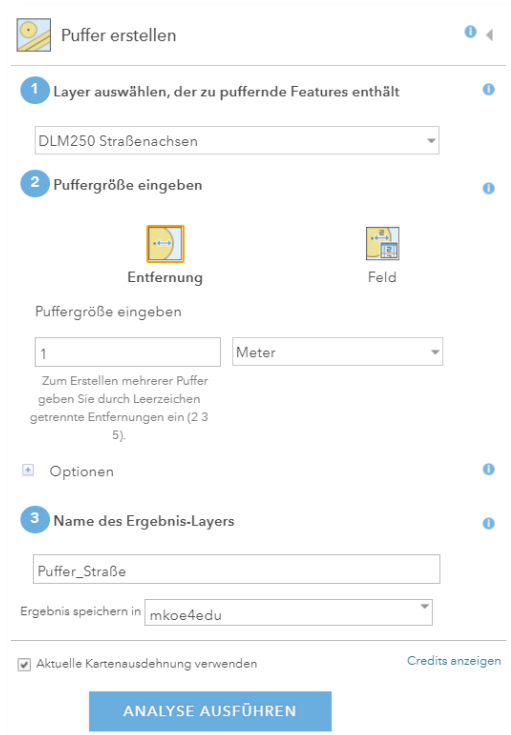 Puffer erstellen
1 Layer auswählen, der zu puffernde Features enthält
DLM250 Straßenachsen
2 Puffergröße eingeben
Entfernung Feld
Puffergröße eingeben
1 Meter
Zum Erstellen mehrerer Puffer
geben Sie durch Leerzeichen
getrennte Entfernungen ein (2 3
5).
Optionen
3 Name des Ergebnis-Layers
Puffer_Straße
Ergebnis speichern in mkoe4edu
Aktuelle Kartenausdehnung verwenden Credits anzeigen
ANALYSE AUSFÜHREN